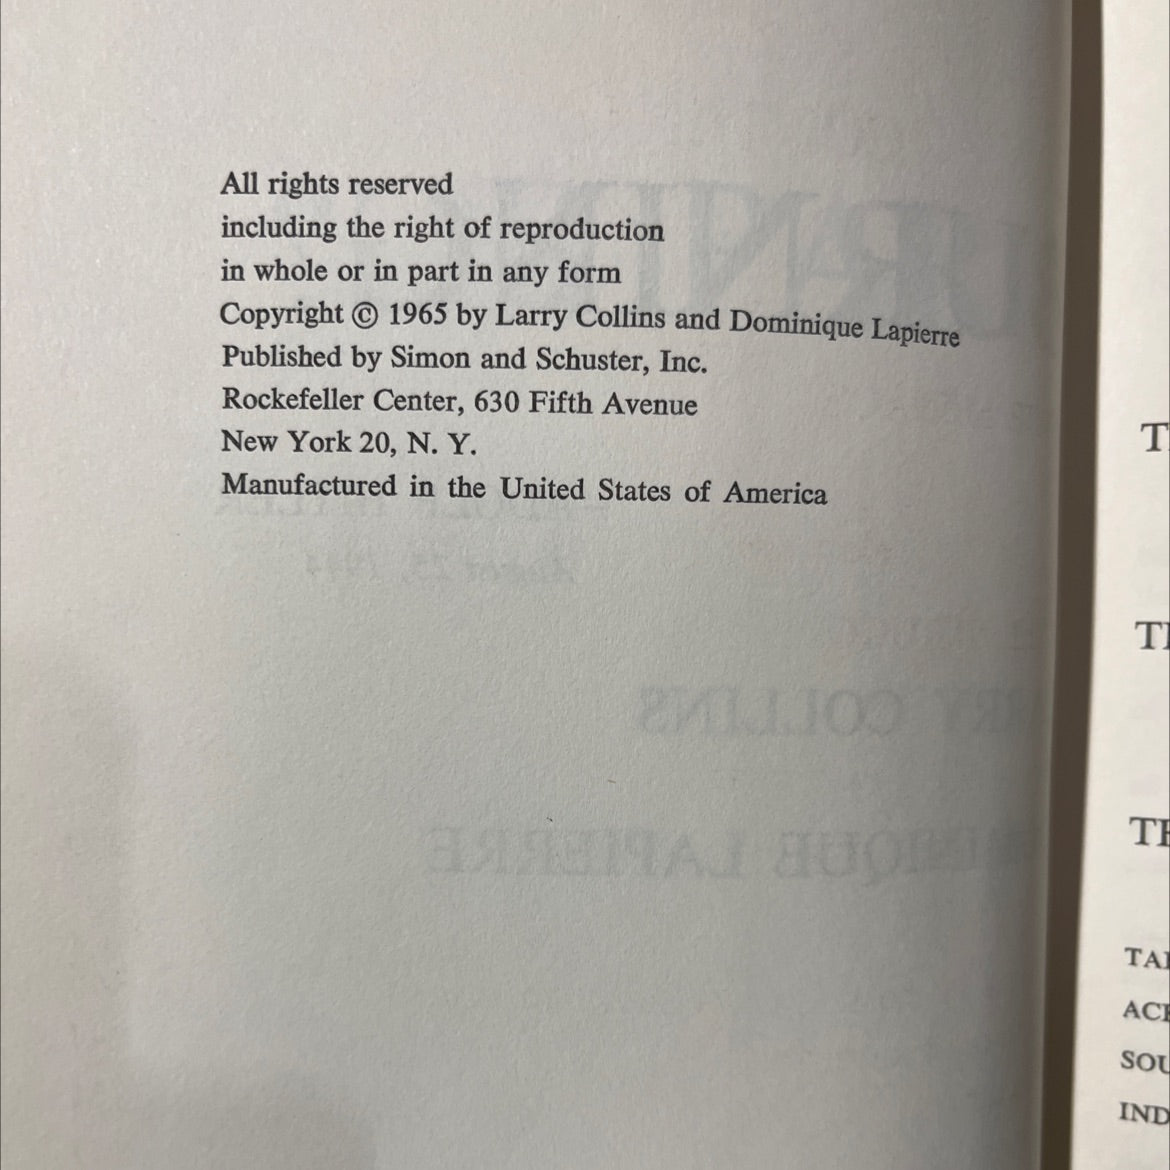 All rights reserved
including the right of reproduction
in whole or in part in any form
Copyright © 1965 by Larry Collins and Dominique Lapierre
Published by Simon and Schuster, Inc.
Rockefeller Center, 630 Fifth Avenue
New York 20, N. Y.
Manufactured in the United States of America